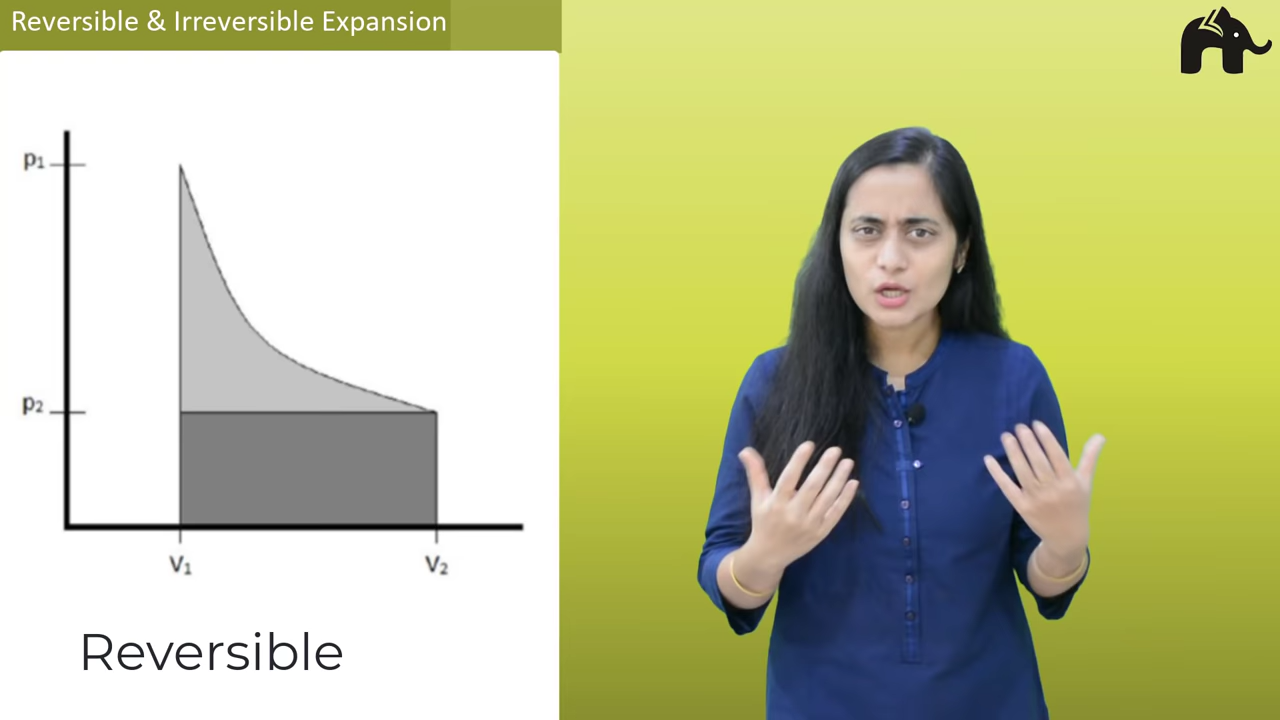 Reversible & Irreversible Expansion
p₁
p₂
V₁
V₂
Reversible